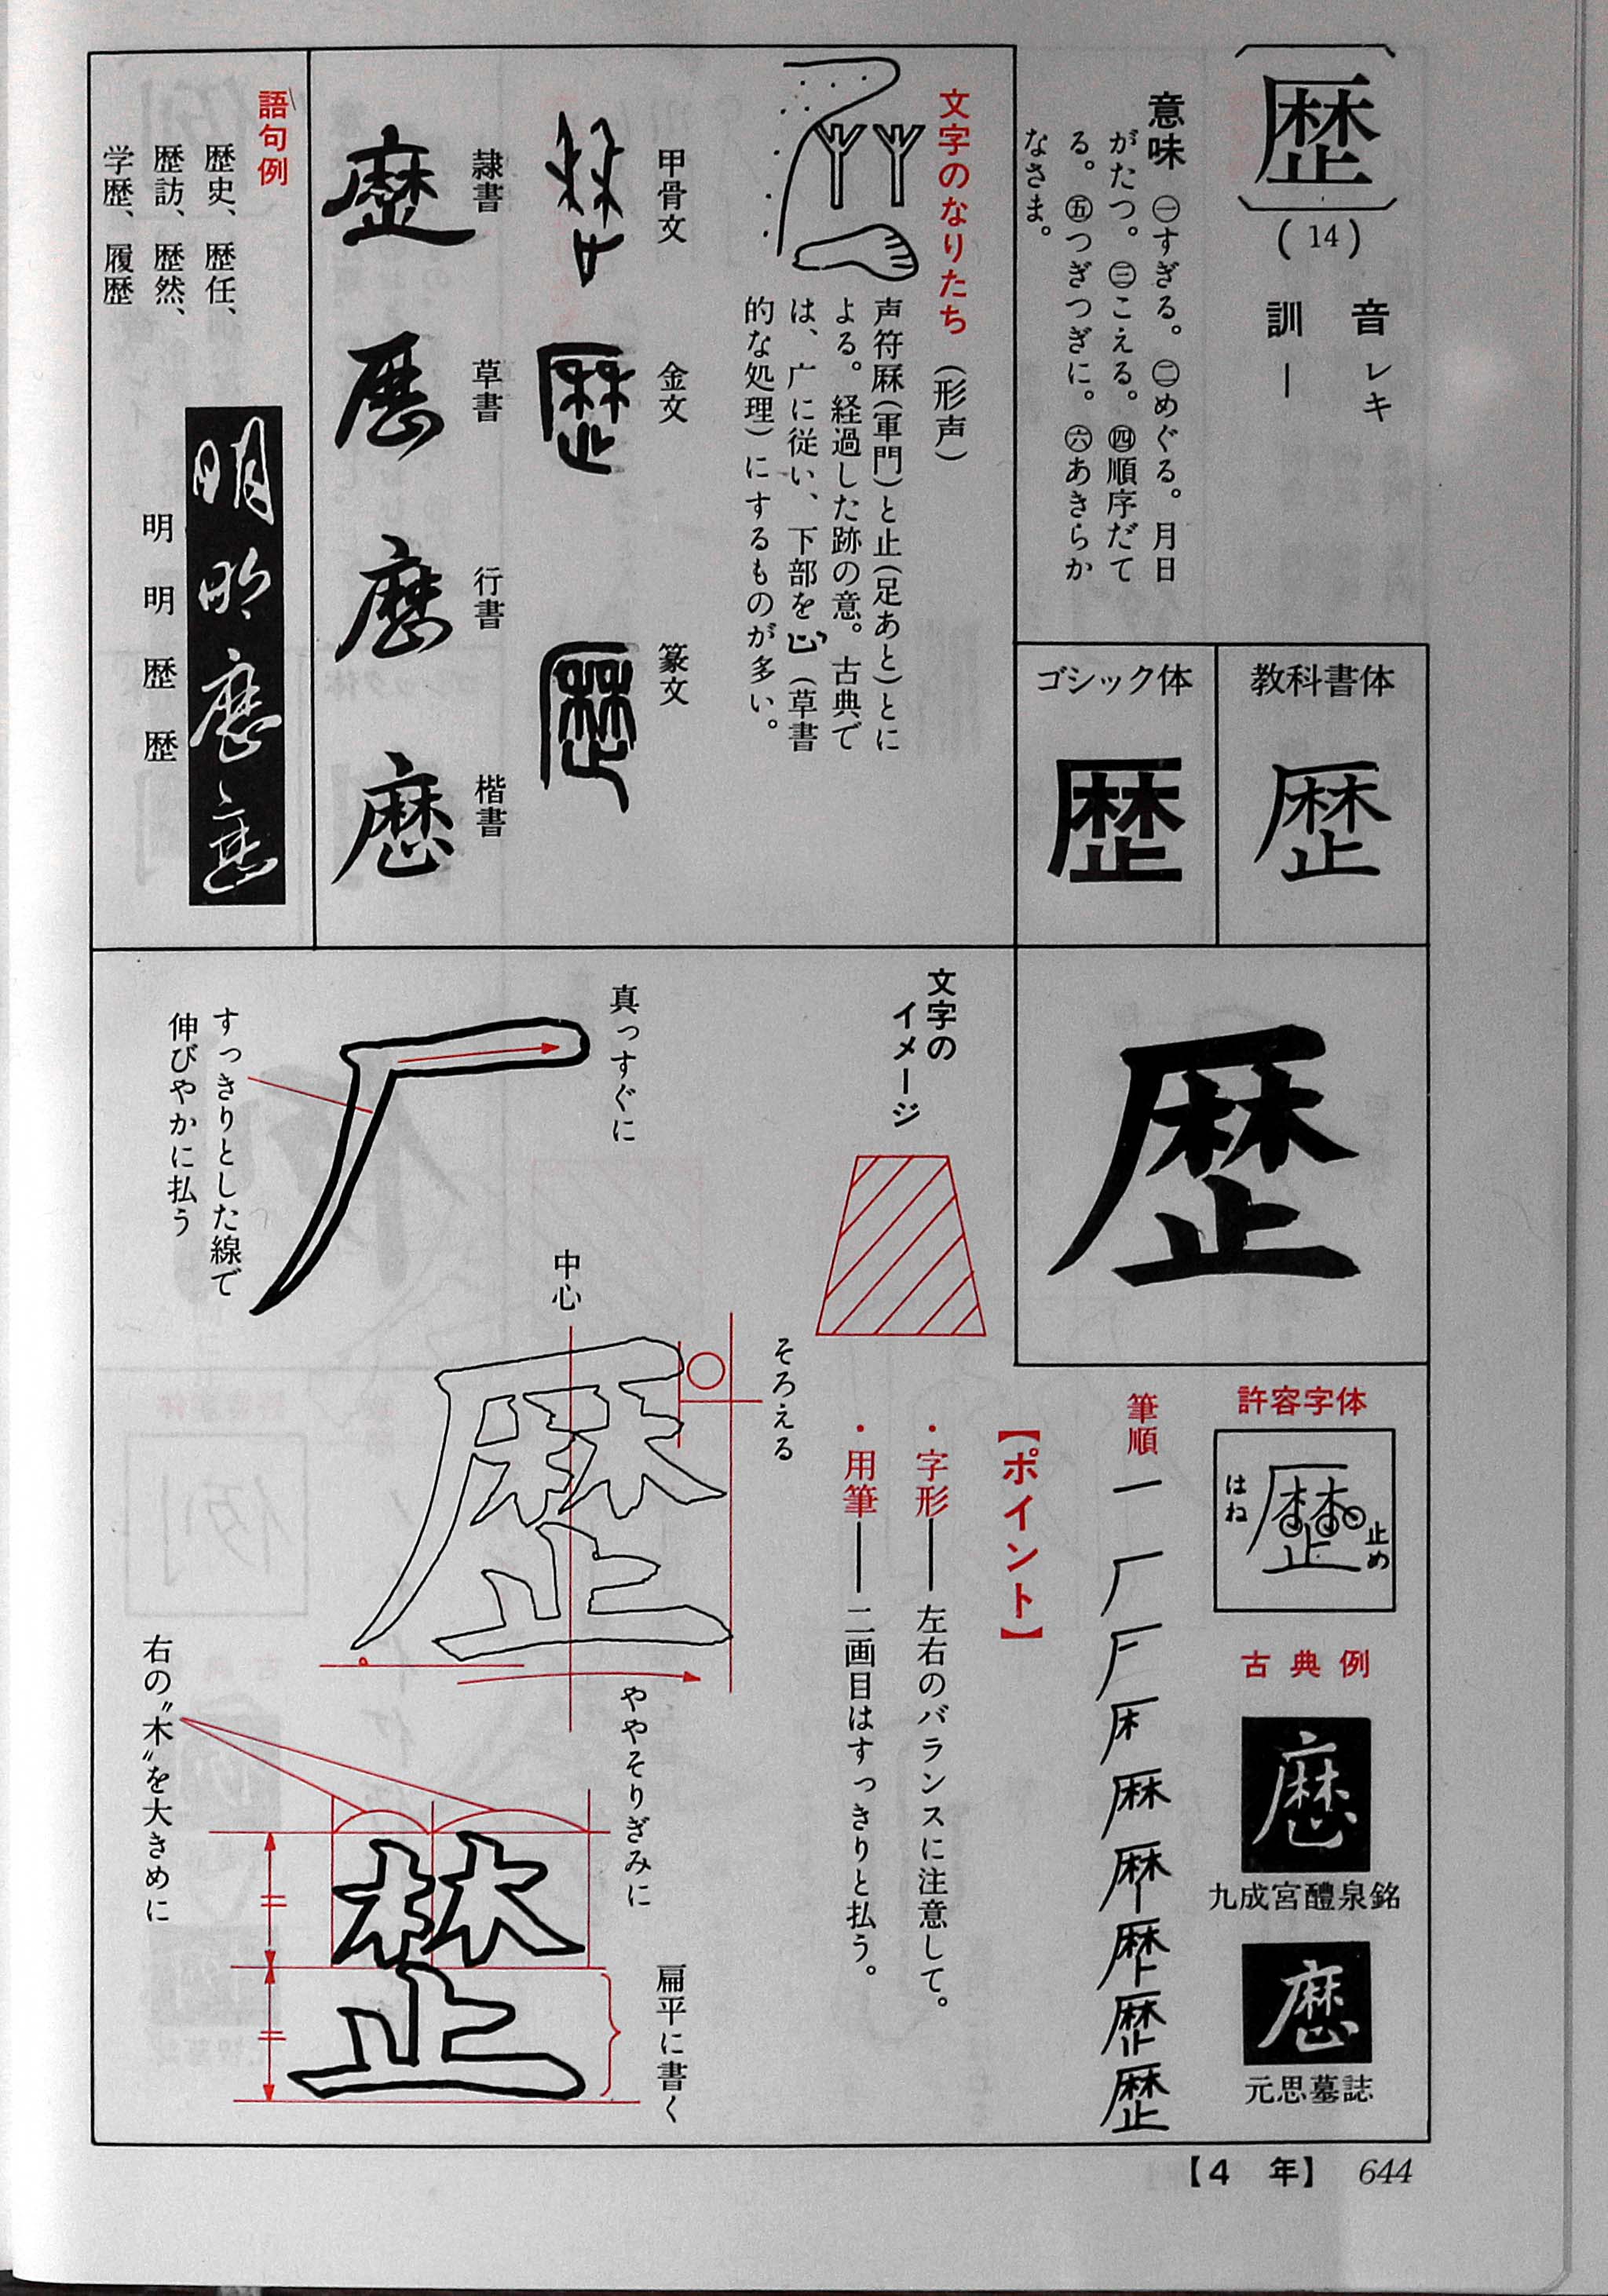 歴
(14)
音 レキ
訓 ―
意味 ㊀すぎる。㊁めぐる。月日
がたつ。㊂こえる。㊃順序だて
る。㊄つぎつぎに。㊅あきらか
なさま。
教科書体
歴
ゴシック体
歴
文字のなりたち (形声)
声符厤(軍門)と止(足あと)とに
よる。経過した跡の意。古典で
は、广に従い、下部を心(草書
的な処理)にするものが多い。
甲骨文
金文
篆文
隷書
草書
行書
楷書
語句例
歴史、歴任、
歴訪、歴然、
学歴、履歴
明 明 歴 歴
歴
許容字体
はね
歴
止め
古典例
九成宮醴泉銘
元思墓誌
筆順
文字の
イメージ
【ポイント】
・字形―左右のバランスに注意して。
・用筆―二画目はすっきりと払う。
真っすぐに
すっきりとした線で
伸びやかに払う
中心
そろえる
ややそりぎみに
右の〝木〟を大きめに
扁平に書く
【4 年】 644